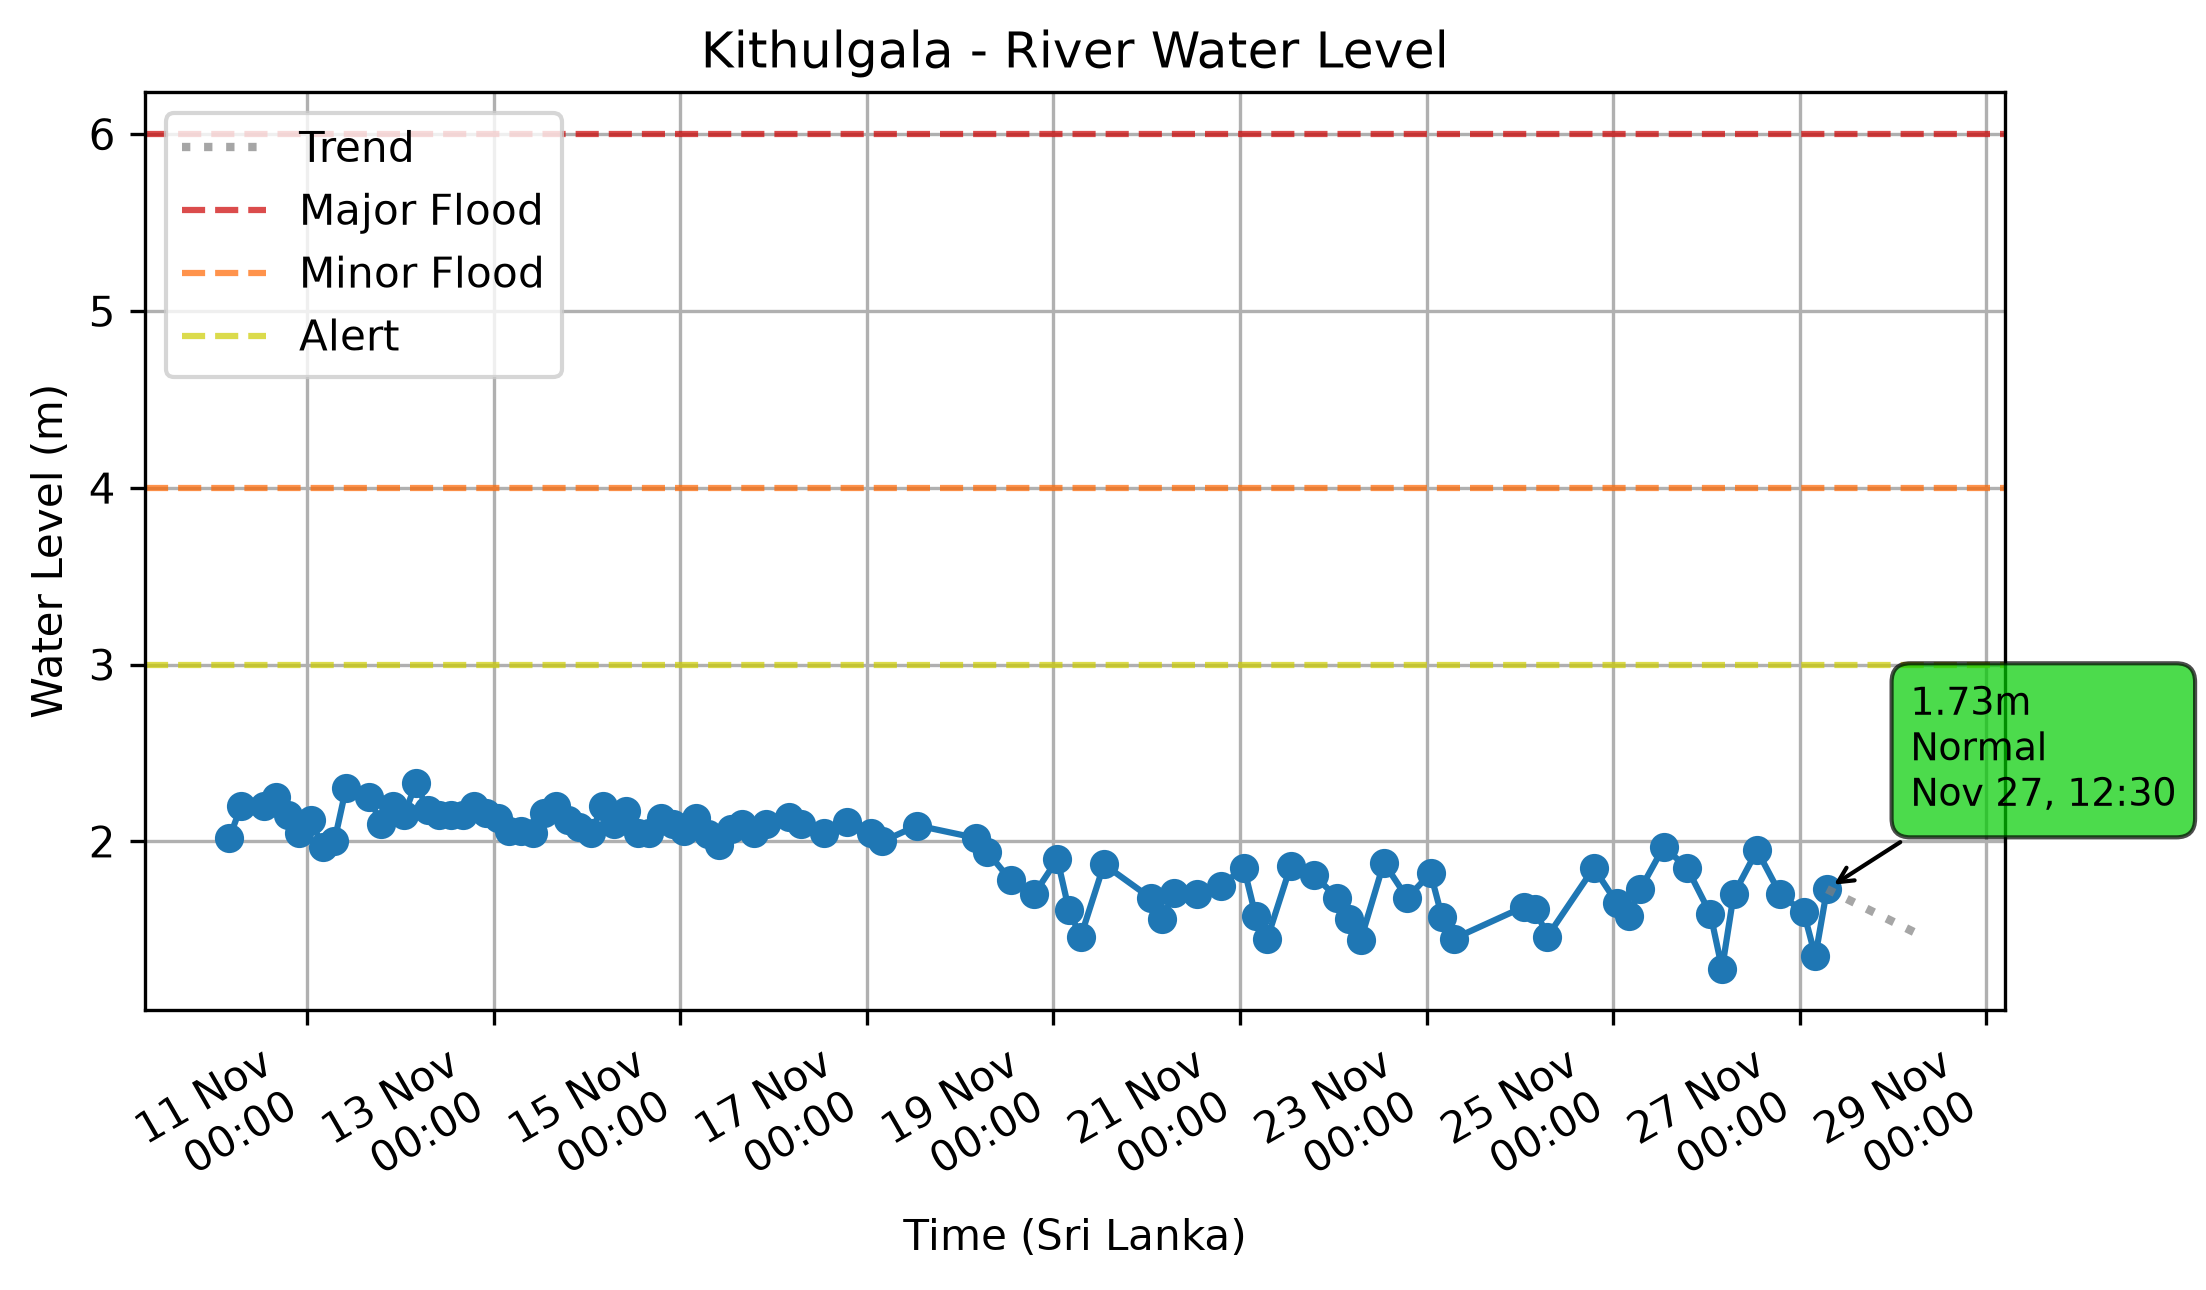 Kithulgala - River Water Level
Trend
Major Flood
Minor Flood
Alert
6
5
4
3
2
Water Level (m)
1.73m
Normal
Nov 27, 12:30
11 Nov
00:00
13 Nov
00:00
15 Nov
00:00
17 Nov
00:00
19 Nov
00:00
21 Nov
00:00
23 Nov
00:00
25 Nov
00:00
27 Nov
00:00
29 Nov
00:00
Time (Sri Lanka)